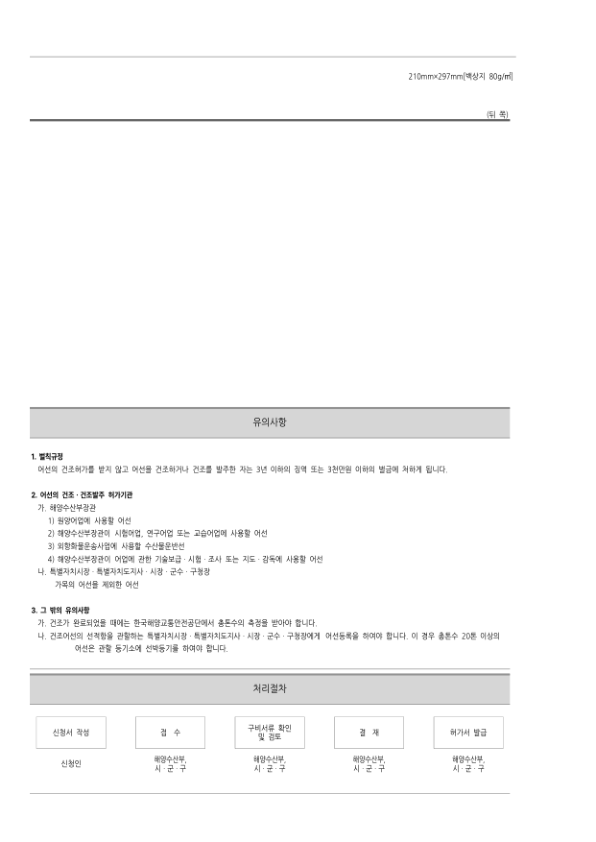 210mm×297mm[백상지 80g/㎡]
(뒤 쪽)
유의사항
1. 벌칙규정
어선의 건조허가를 받지 않고 어선을 건조하거나 건조를 발주한 자는 3년 이하의 징역 또는 3천만원 이하의 벌금에 처하게 됩니다.
2. 어선의 건조ㆍ건조발주 허가기관
가. 해양수산부장관
1) 원양어업에 사용할 어선
2) 해양수산부장관이 시험어업, 연구어업 또는 교습어업에 사용할 어선
3) 외항화물운송사업에 사용할 수산물운반선
4) 해양수산부장관이 어업에 관한 기술보급ㆍ시험ㆍ조사 또는 지도ㆍ감독에 사용할 어선
나. 특별자치시장ㆍ특별자치도지사ㆍ시장ㆍ군수ㆍ구청장
가목의 어선을 제외한 어선
3. 그 밖의 유의사항
가. 건조가 완료되었을 때에는 한국해양교통안전공단에서 총톤수의 측정을 받아야 합니다.
나. 건조어선의 선적항을 관할하는 특별자치시장ㆍ특별자치도지사ㆍ시장ㆍ군수ㆍ구청장에게 어선등록을 하여야 합니다. 이 경우 총톤수 20톤 이상의
어선은 관할 등기소에 선박등기를 하여야 합니다.
처리절차
신청서 작성 접 수 구비서류 확인 및 검토 결 재 허가서 발급
신청인 해양수산부, 시ㆍ군ㆍ구 해양수산부, 시ㆍ군ㆍ구 해양수산부, 시ㆍ군ㆍ구 해양수산부, 시ㆍ군ㆍ구